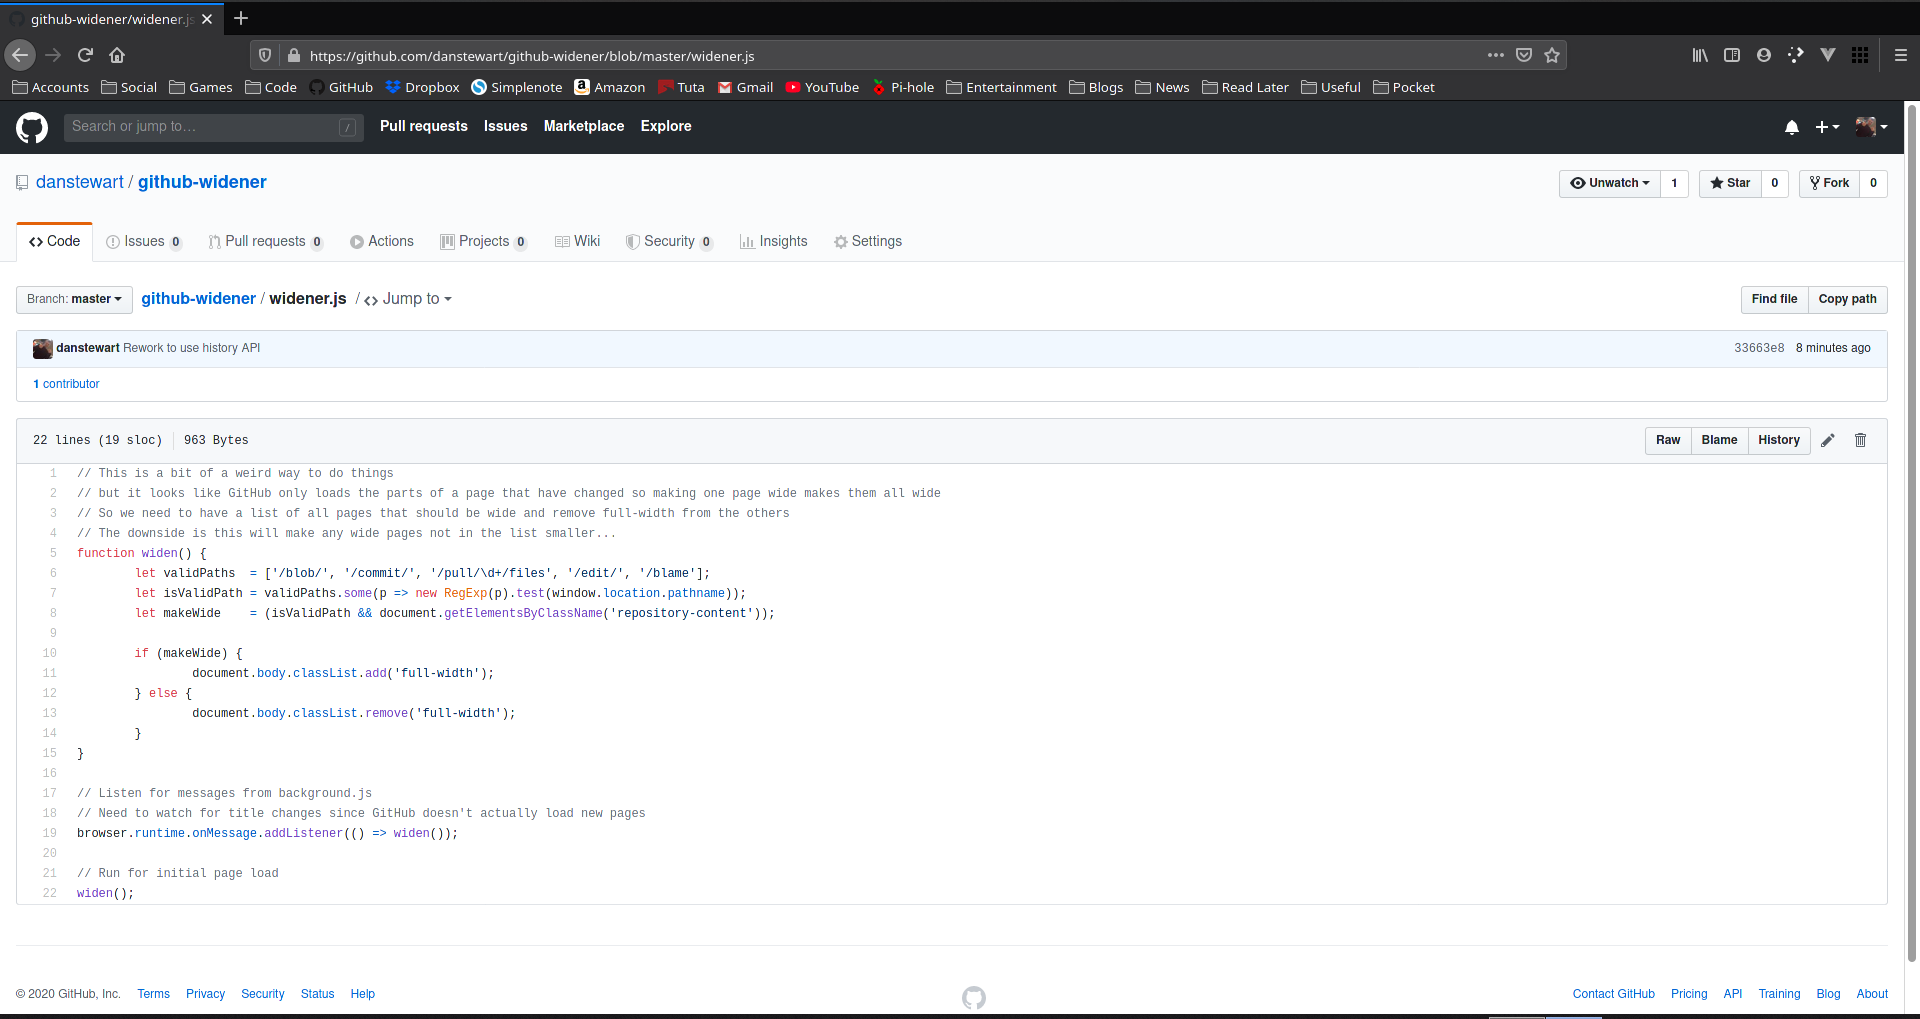 github-widener/widener.js
https://github.com/danstewart/github-widener/blob/master/widener.js
Accounts Social Games Code GitHub Dropbox Simplenote Amazon Tuta Gmail YouTube Pi-hole Entertainment Blogs News Read Later Useful Pocket
Search or jump to… / Pull requests Issues Marketplace Explore
danstewart / github-widener Unwatch 1 Star 0 Fork 0
Code Issues 0 Pull requests 0 Actions Projects 0 Wiki Security 0 Insights Settings
Branch: master github-widener / widener.js / <> Jump to Find file Copy path
danstewart Rework to use history API 33663e8 8 minutes ago
1 contributor
22 lines (19 sloc) 963 Bytes Raw Blame History
1 // This is a bit of a weird way to do things
2 // but it looks like GitHub only loads the parts of a page that have changed so making one page wide makes them all wide
3 // So we need to have a list of all pages that should be wide and remove full-width from the others
4 // The downside is this will make any wide pages not in the list smaller...
5 function widen() {
6 let validPaths  = ['/blob/', '/commit/', '/pull/\d+/files', '/edit/', '/blame'];
7 let isValidPath = validPaths.some(p => new RegExp(p).test(window.location.pathname));
8 let makeWide    = (isValidPath && document.getElementsByClassName('repository-content'));
9
10 if (makeWide) {
11 document.body.classList.add('full-width');
12 } else {
13 document.body.classList.remove('full-width');
14 }
15 }
16
17 // Listen for messages from background.js
18 // Need to watch for title changes since GitHub doesn't actually load new pages
19 browser.runtime.onMessage.addListener(() => widen());
20
21 // Run for initial page load
22 widen();
© 2020 GitHub, Inc. Terms Privacy Security Status Help Contact GitHub Pricing API Training Blog About